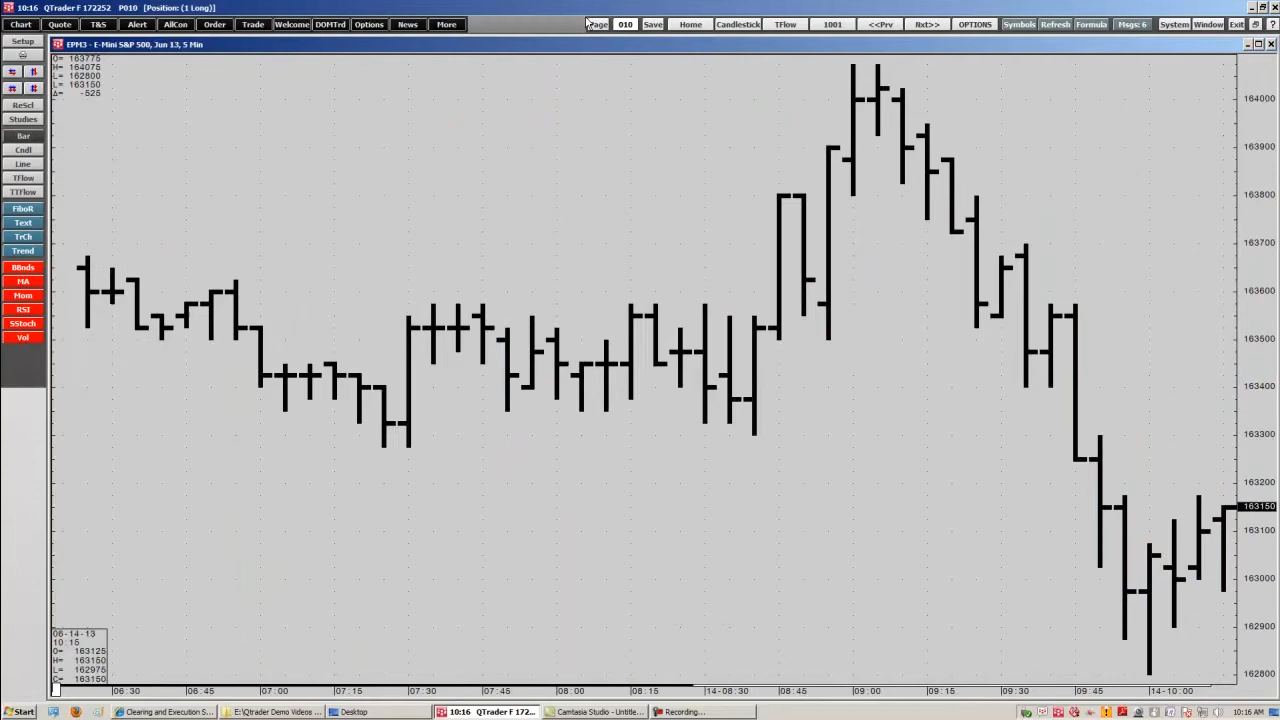 10:16 QTrader F 172252 P010 [Position: (1 Long)]
Chart Quote T&S Alert AllCon Order Trade Welcome DOMTrd Options News More Page 010 Save Home Candlestick TFlow 1001 <<Prv Nxt>> OPTIONS Symbols Refresh Formula Msgs: 6 System Window Exit
Setup
EPM3 - E-Mini S&P 500, Jun 13, 5 Min
O= 163775
H= 164075
L= 162800
L= 163150
Δ= -525
ReScl
Studies
Bar
Cndl
Line
TFlow
TTFlow
FiboR
Text
TrCh
Trend
BBnds
MA
Mom
RSI
SStoch
Vol
164000
163900
163800
163700
163600
163500
163400
163300
163200
163150
163000
162900
162800
06-14-13
10:15
O= 163125
H= 163150
L= 162975
C= 163150
06:30 06:45 07:00 07:15 07:30 07:45 08:00 08:15 14-08:30 08:45 09:00 09:15 09:30 09:45 14-10:00
Start Clearing and Execution S... E:\Qtrader Demo Videos ... Desktop 10:16 QTrader F 172... Camtasia Studio - Untitle... Recording... 10:16 AM